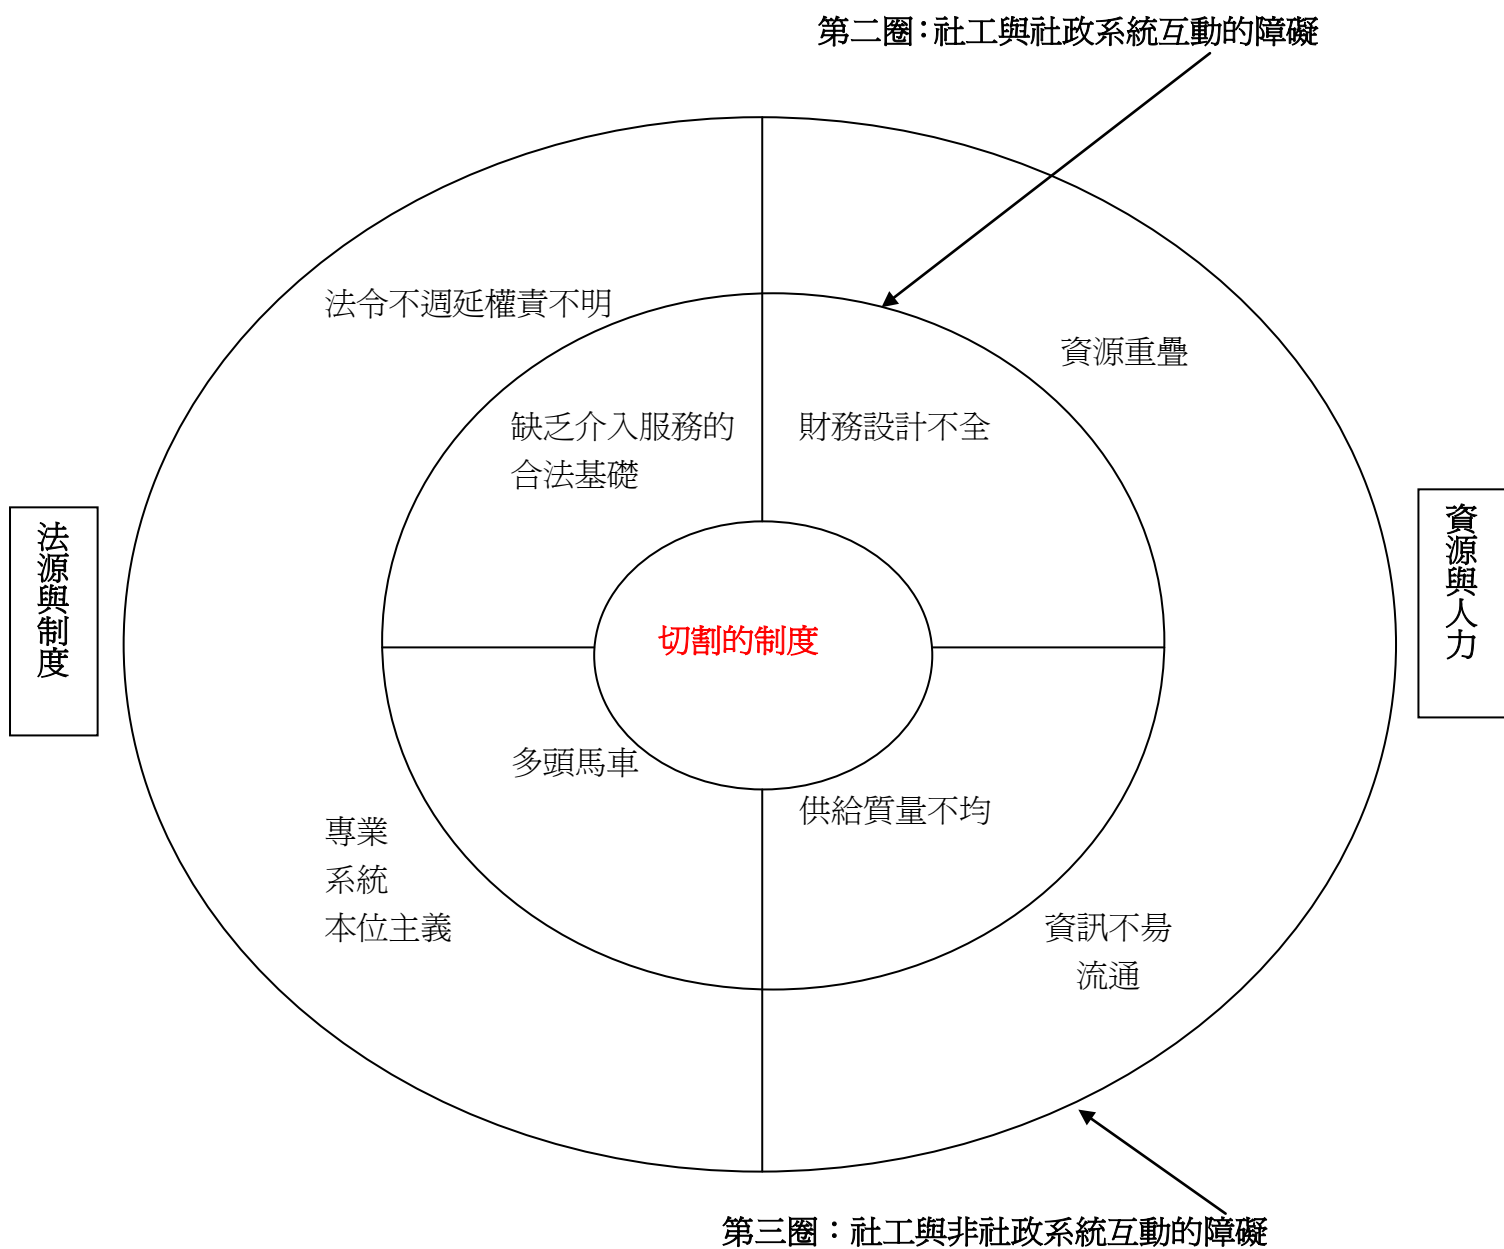 第二圈：社工與社政系統互動的障礙
法令不週延權責不明
資源重疊
缺乏介入服務的
合法基礎
財務設計不全
法源與制度
切割的制度
資源與人力
多頭馬車
供給質量不均
專業
系統
本位主義
資訊不易
流通
第三圈：社工與非社政系統互動的障礙